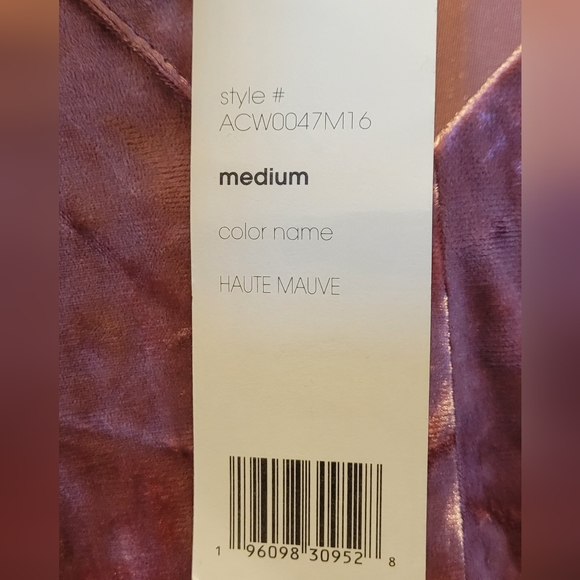 style #
ACW0047M16
medium
color name
HAUTE MAUVE
1 96098 30952 8